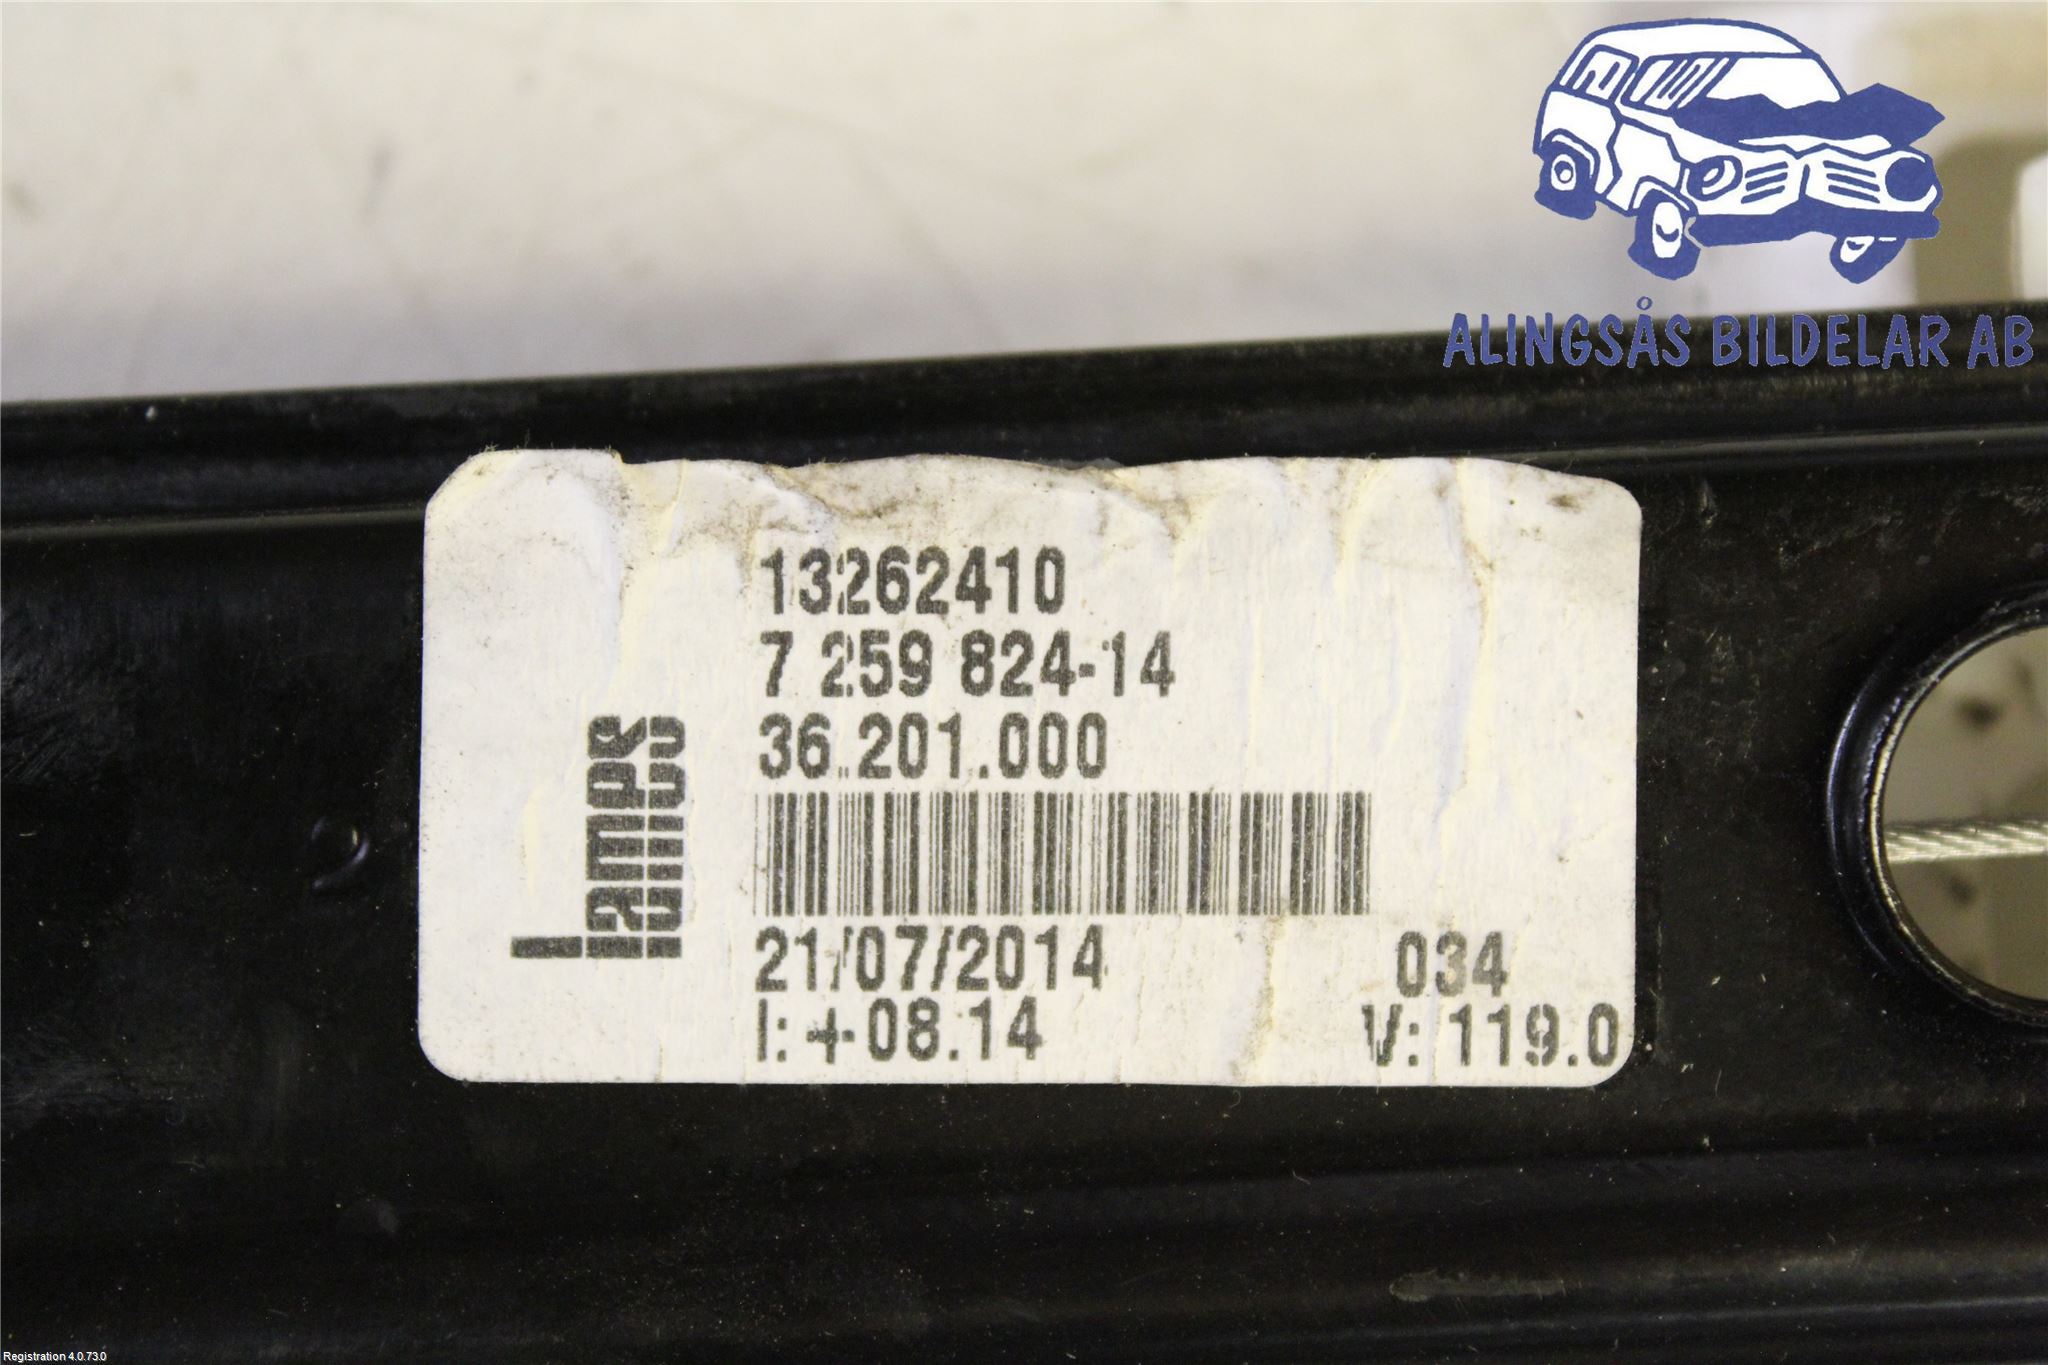 ALINGSÅS BILDELAR AB
13262410
7 259 824-14
36.201.000
Lames
21/07/2014 034
I: +08.14 V: 119.0
Registration 4.0.73.0